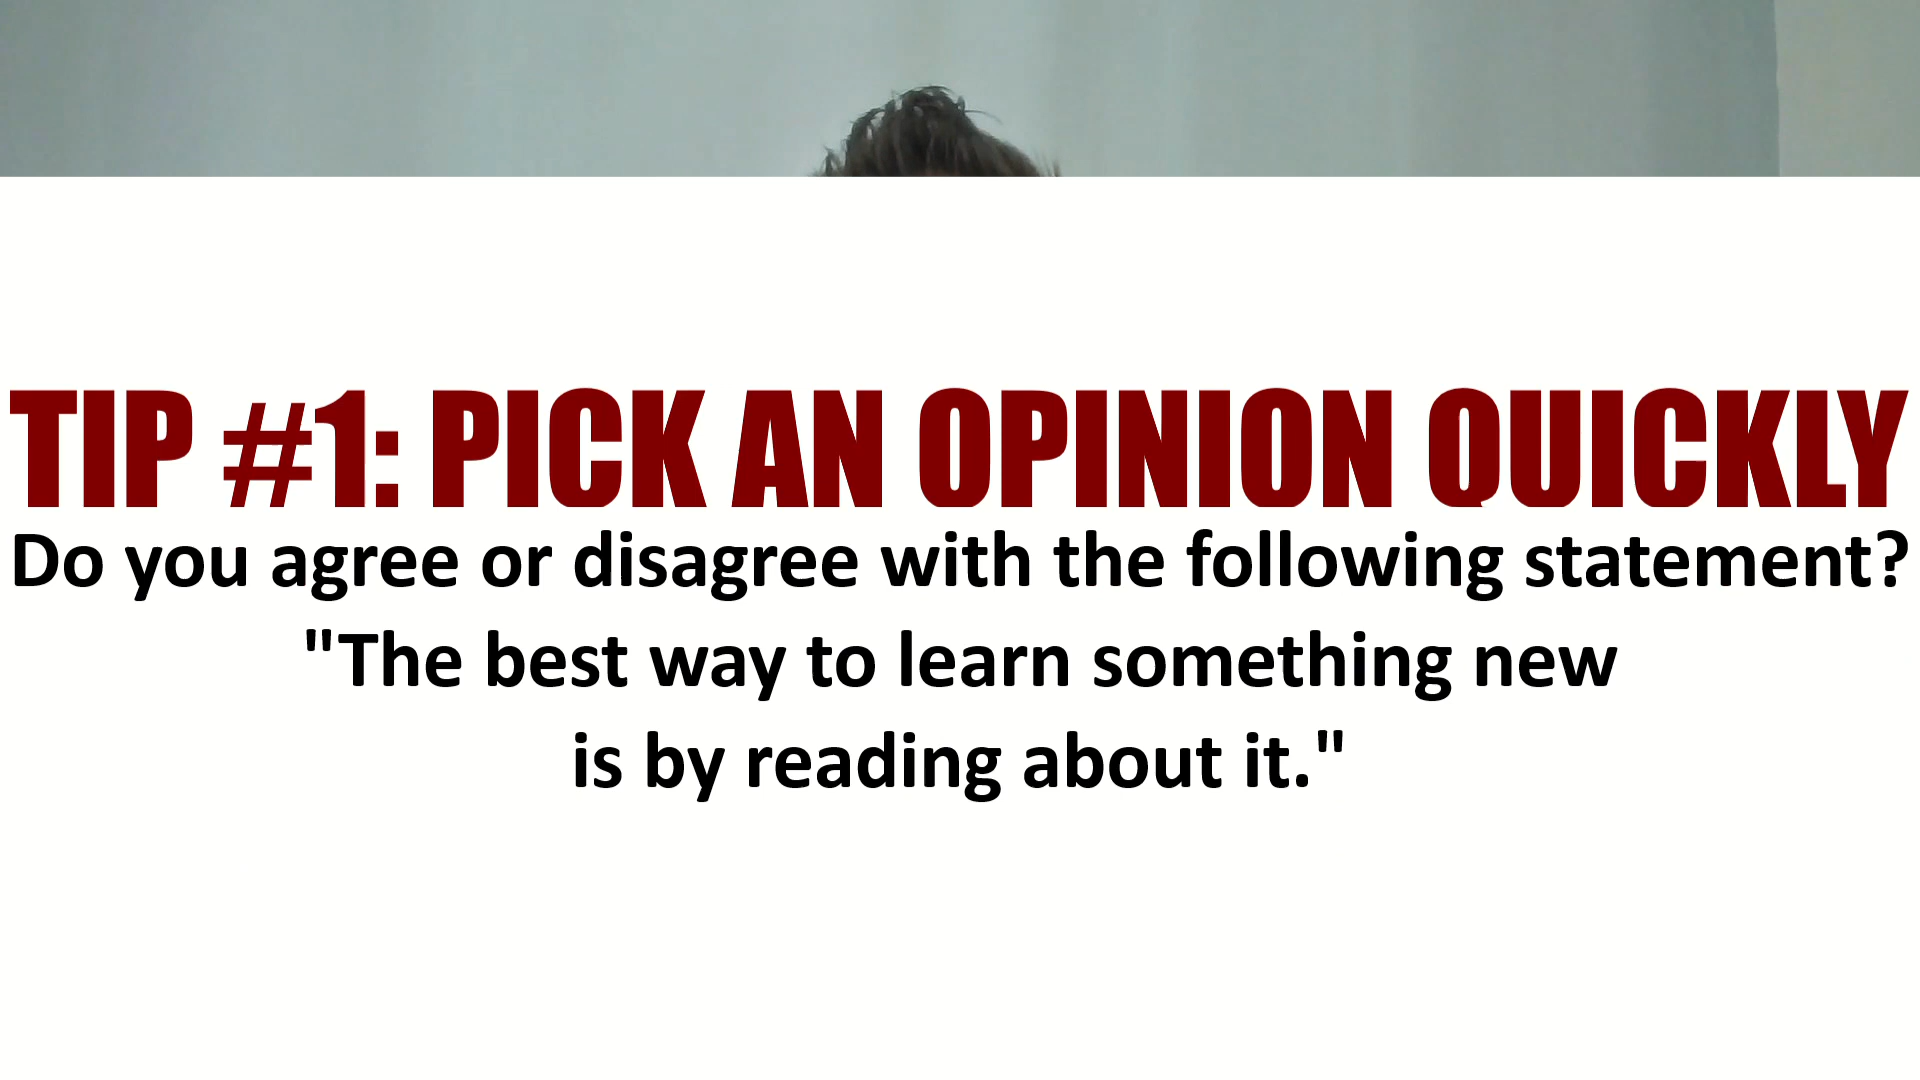 TIP #1: PICK AN OPINION QUICKLY
Do you agree or disagree with the following statement?
"The best way to learn something new
is by reading about it."